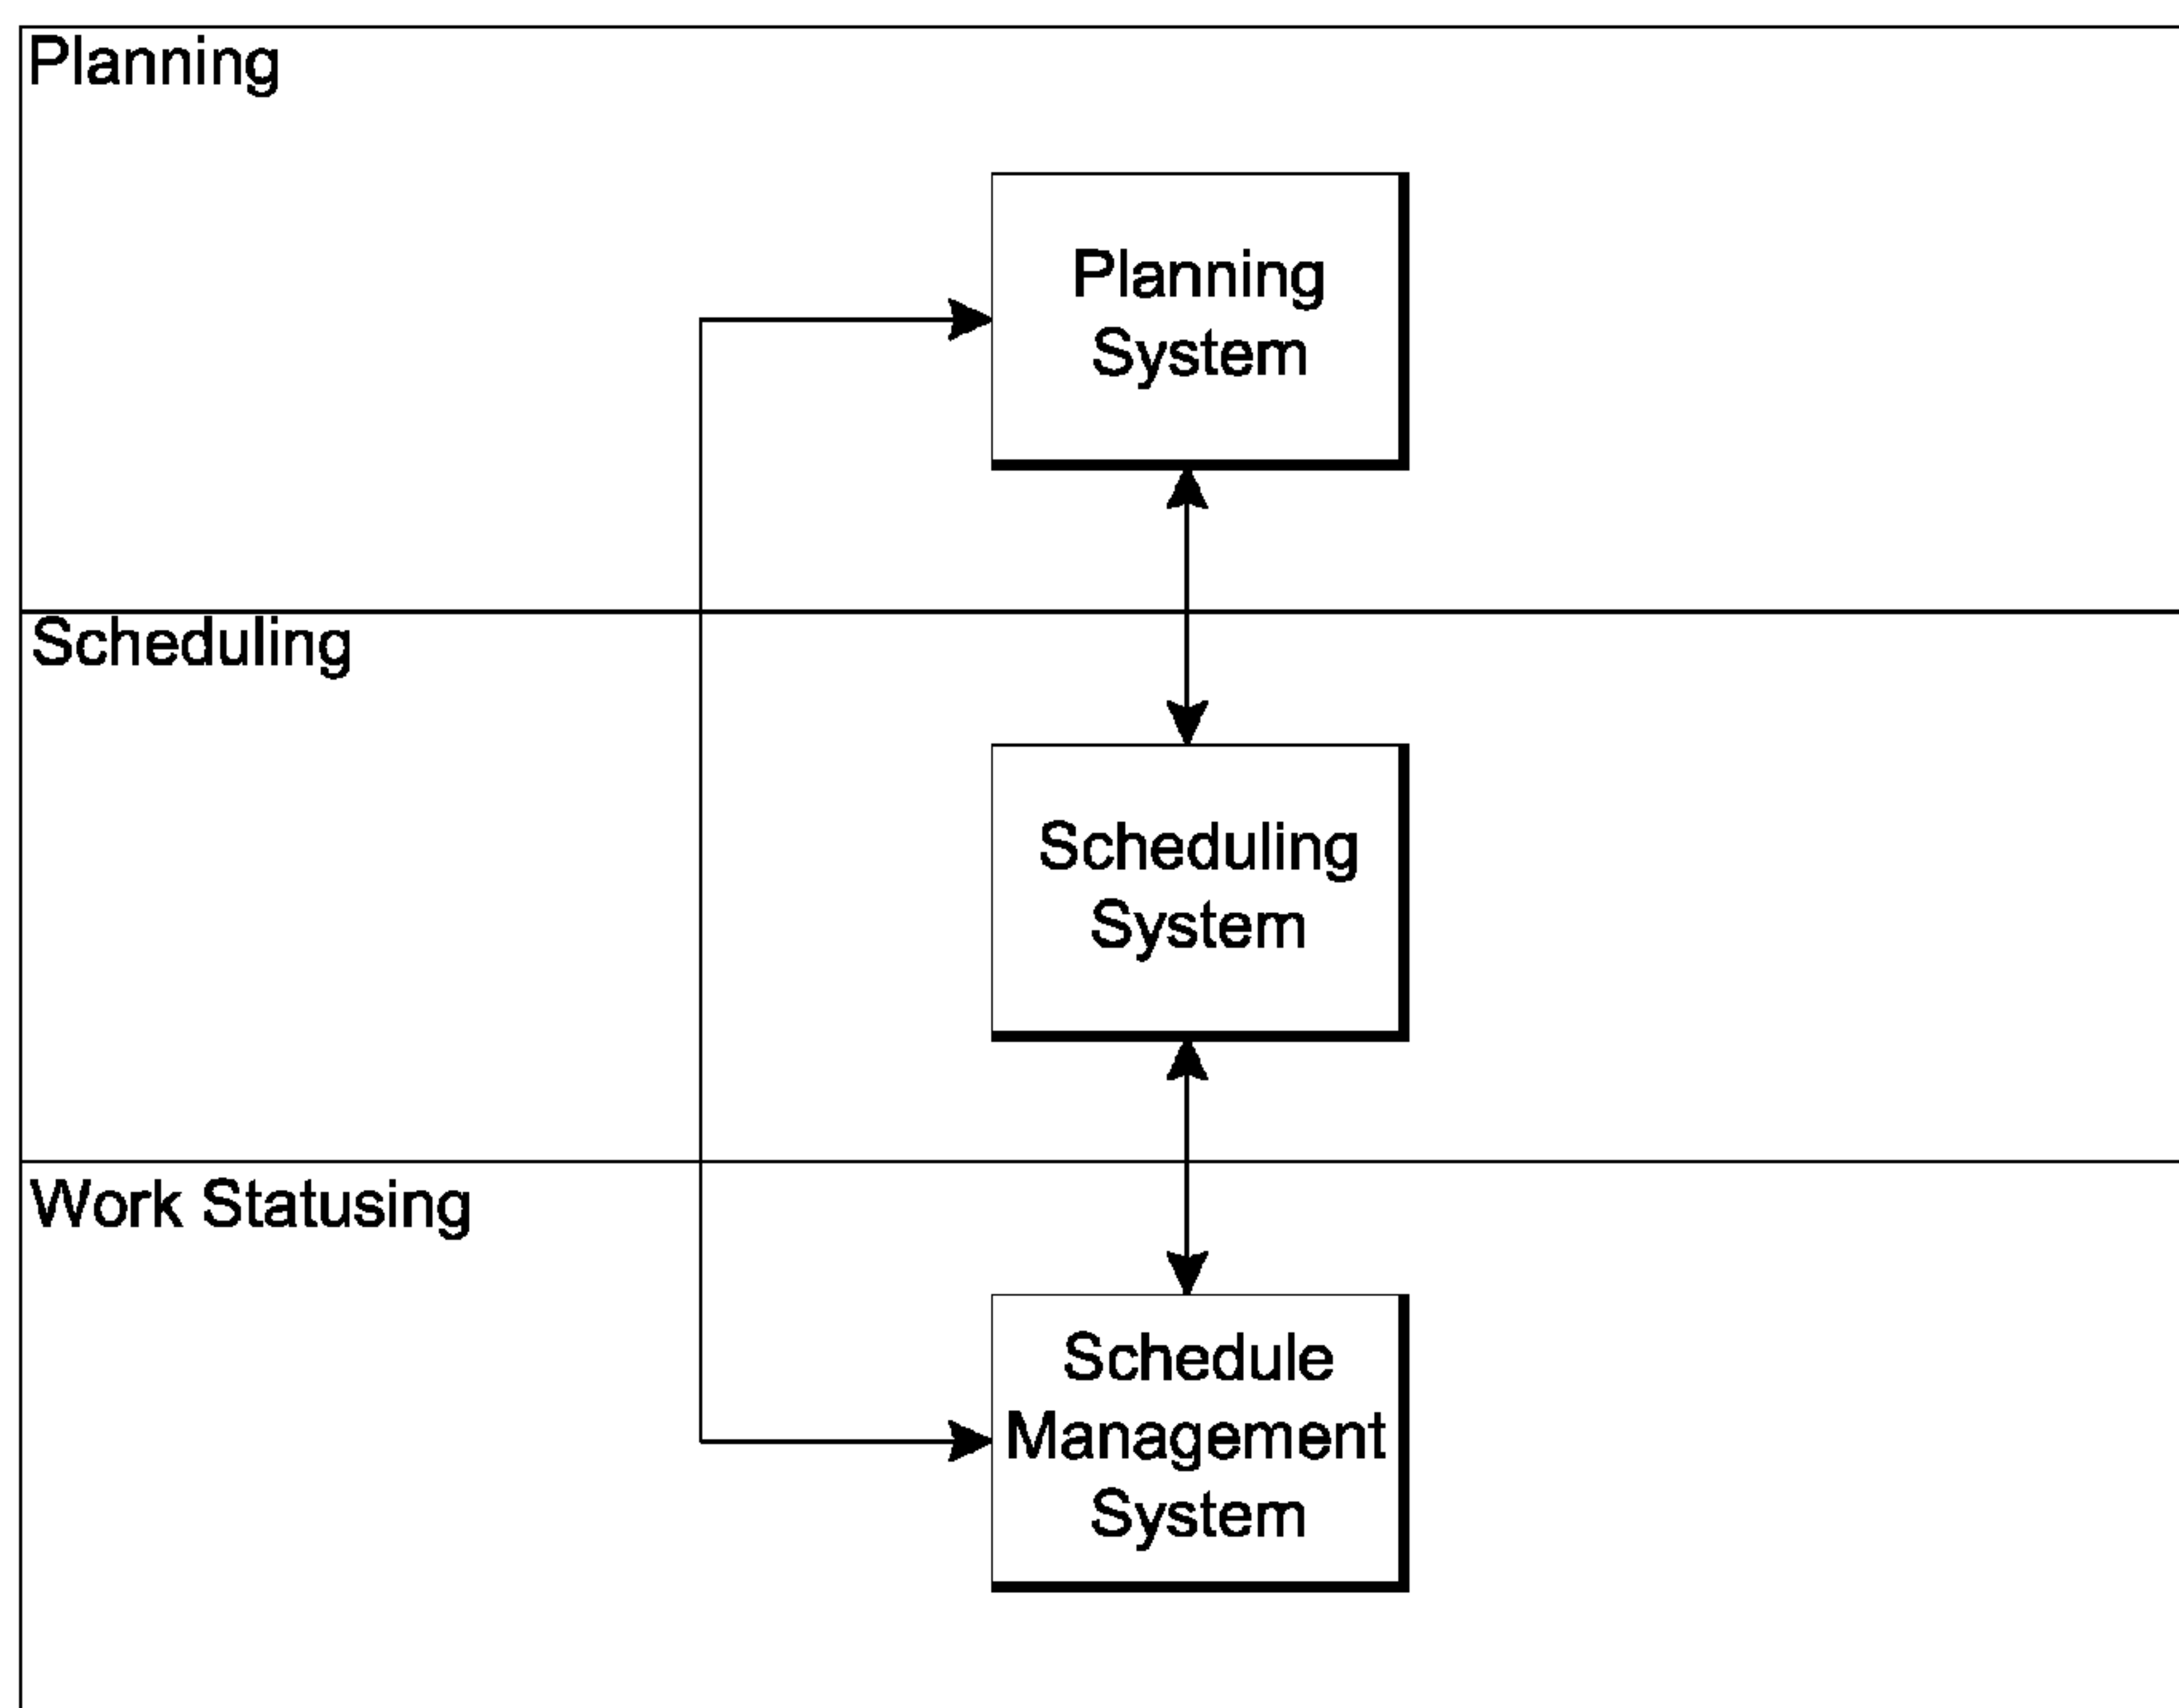 Planning
Planning
System
Scheduling
Scheduling
System
Work Statusing
Schedule
Management
System